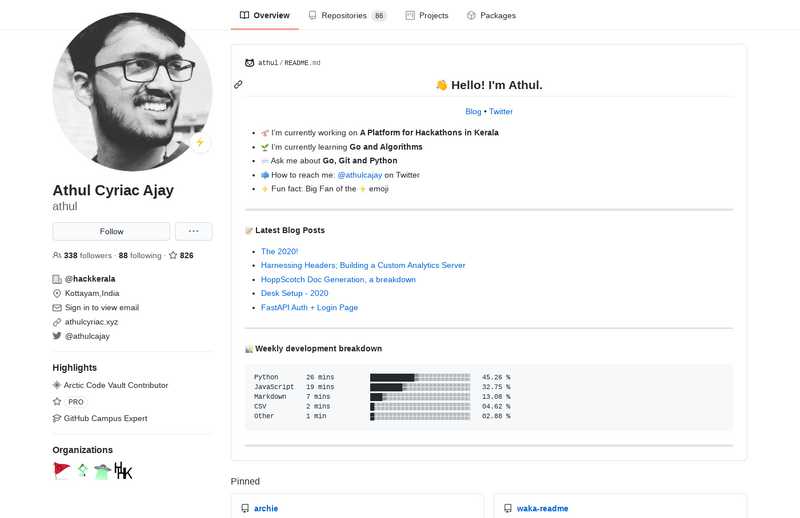 Overview
Repositories 86
Projects
Packages
Athul Cyriac Ajay
athul
Follow
...
338 followers · 88 following · 826
@hackkerala
Kottayam,India
Sign in to view email
athulcyriac.xyz
@athulcajay
Highlights
Arctic Code Vault Contributor
PRO
GitHub Campus Expert
Organizations
HHK
athul / README.md
👋 Hello! I'm Athul.
Blog • Twitter
I'm currently working on A Platform for Hackathons in Kerala
🌱 I'm currently learning Go and Algorithms
💬 Ask me about Go, Git and Python
📫 How to reach me: @athulcajay on Twitter
⚡ Fun fact: Big Fan of the ⚡ emoji
📝 Latest Blog Posts
The 2020!
Harnessing Headers; Building a Custom Analytics Server
HoppScotch Doc Generation, a breakdown
Desk Setup - 2020
FastAPI Auth + Login Page
📊 Weekly development breakdown
Python 26 mins 45.26 %
JavaScript 19 mins 32.75 %
Markdown 7 mins 13.08 %
CSV 2 mins 04.62 %
Other 1 min 02.88 %
Pinned
archie
waka-readme